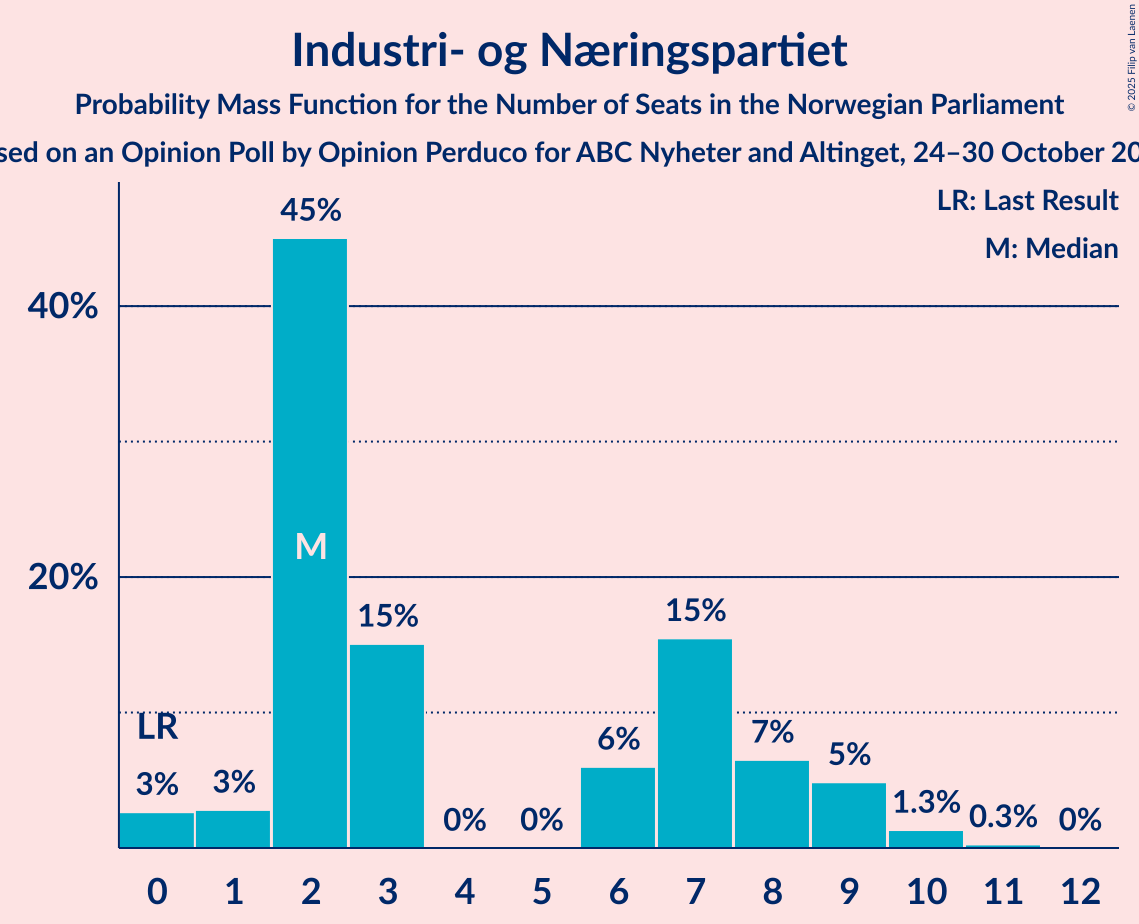 Industri- og Næringspartiet
Probability Mass Function for the Number of Seats in the Norwegian Parliament
on an Opinion Poll by Opinion Perduco for ABC Nyheter and Altinget, 24–30 October
© 2025 Filip van Laenen
LR: Last Result
M: Median
45%
40%
M
20%
15%
15%
LR
3%
3%
0%
0%
6%
7%
5%
1.3%
0.3%
0%
0 1 2 3 4 5 6 7 8 9 10 11 12